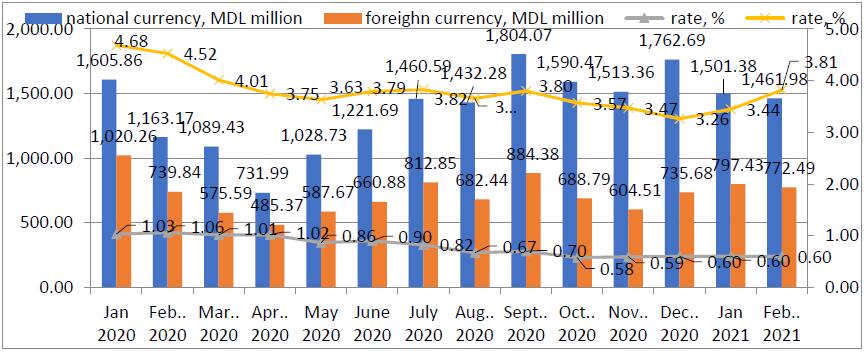 national currency, MDL million foreighn currency, MDL million rate, % rate, %
2,000.00 1,500.00 1,000.00 500.00 0.00
5.00 4.00 3.00 2.00 1.00 0.00
1,605.86 1,163.17 1,089.43 731.99 1,028.73 1,221.69 1,460.59 1,432.28 1,804.07 1,590.47 1,513.36 1,762.69 1,501.38 1,461.98
1,020.26 739.84 575.59 485.37 587.67 660.88 812.85 682.44 884.38 688.79 604.51 735.68 797.43 772.49
4.68 4.52 4.01 3.75 3.63 3.79 3.82 3... 3.80 3.57 3.47 3.26 3.44 3.81
1.03 1.06 1.01 1.02 0.86 0.90 0.82 0.67 0.70 0.58 0.59 0.60 0.60 0.60
Jan Feb.. Mar.. Apr.. May June July Aug.. Sept.. Oct.. Nov.. Dec.. Jan Feb..
2020 2020 2020 2020 2020 2020 2020 2020 2020 2020 2020 2020 2021 2021